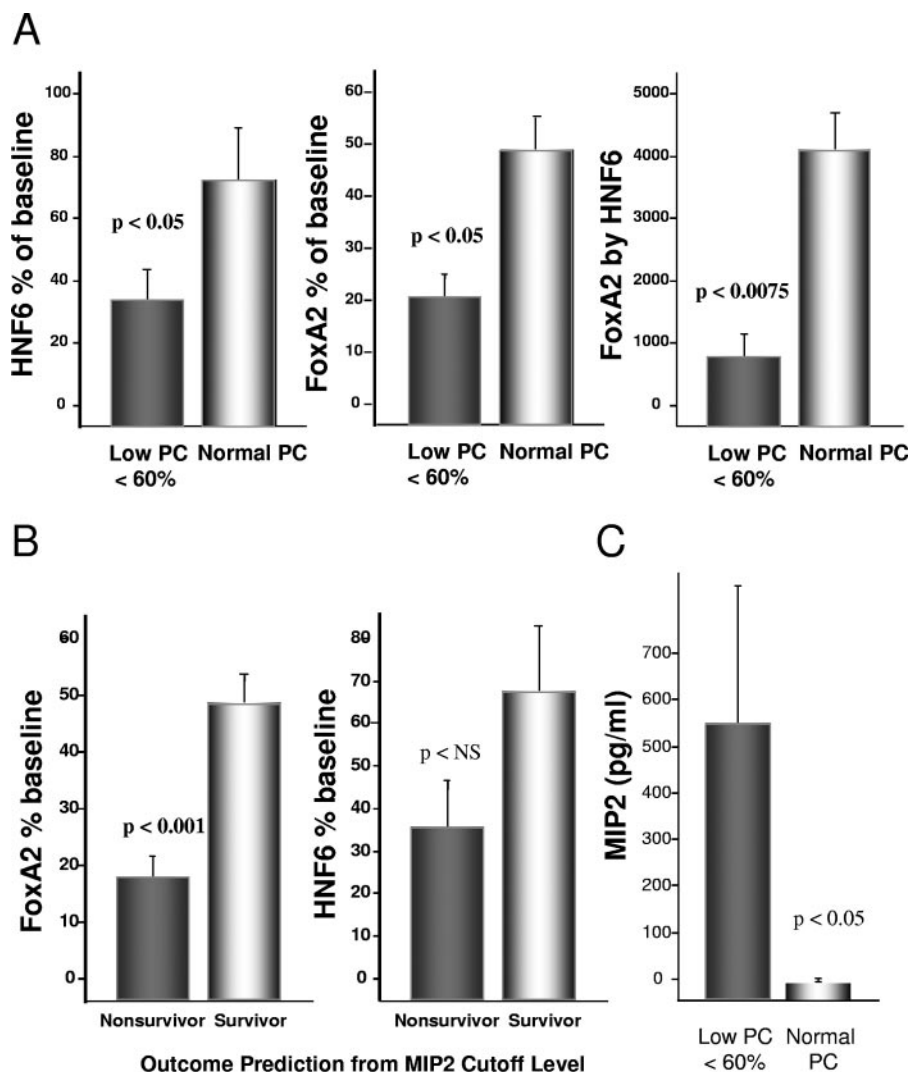 A
HNF6 % of baseline
100
80
60
40
20
0
p < 0.05
Low PC
< 60%
Normal PC
FoxA2 % of baseline
60
50
40
30
20
10
0
p < 0.05
Low PC
< 60%
Normal PC
FoxA2 by HNF6
5000
4000
3000
2000
1000
0
p < 0.0075
Low PC
< 60%
Normal PC
B
FoxA2 % baseline
60
50
40
30
20
10
0
p < 0.001
Nonsurvivor
Survivor
HNF6 % baseline
80
70
60
50
40
30
20
10
0
p < NS
Nonsurvivor
Survivor
Outcome Prediction from MIP2 Cutoff Level
C
MIP2 (pg/ml)
700
600
500
400
300
200
100
0
p < 0.05
Low PC
< 60%
Normal
PC